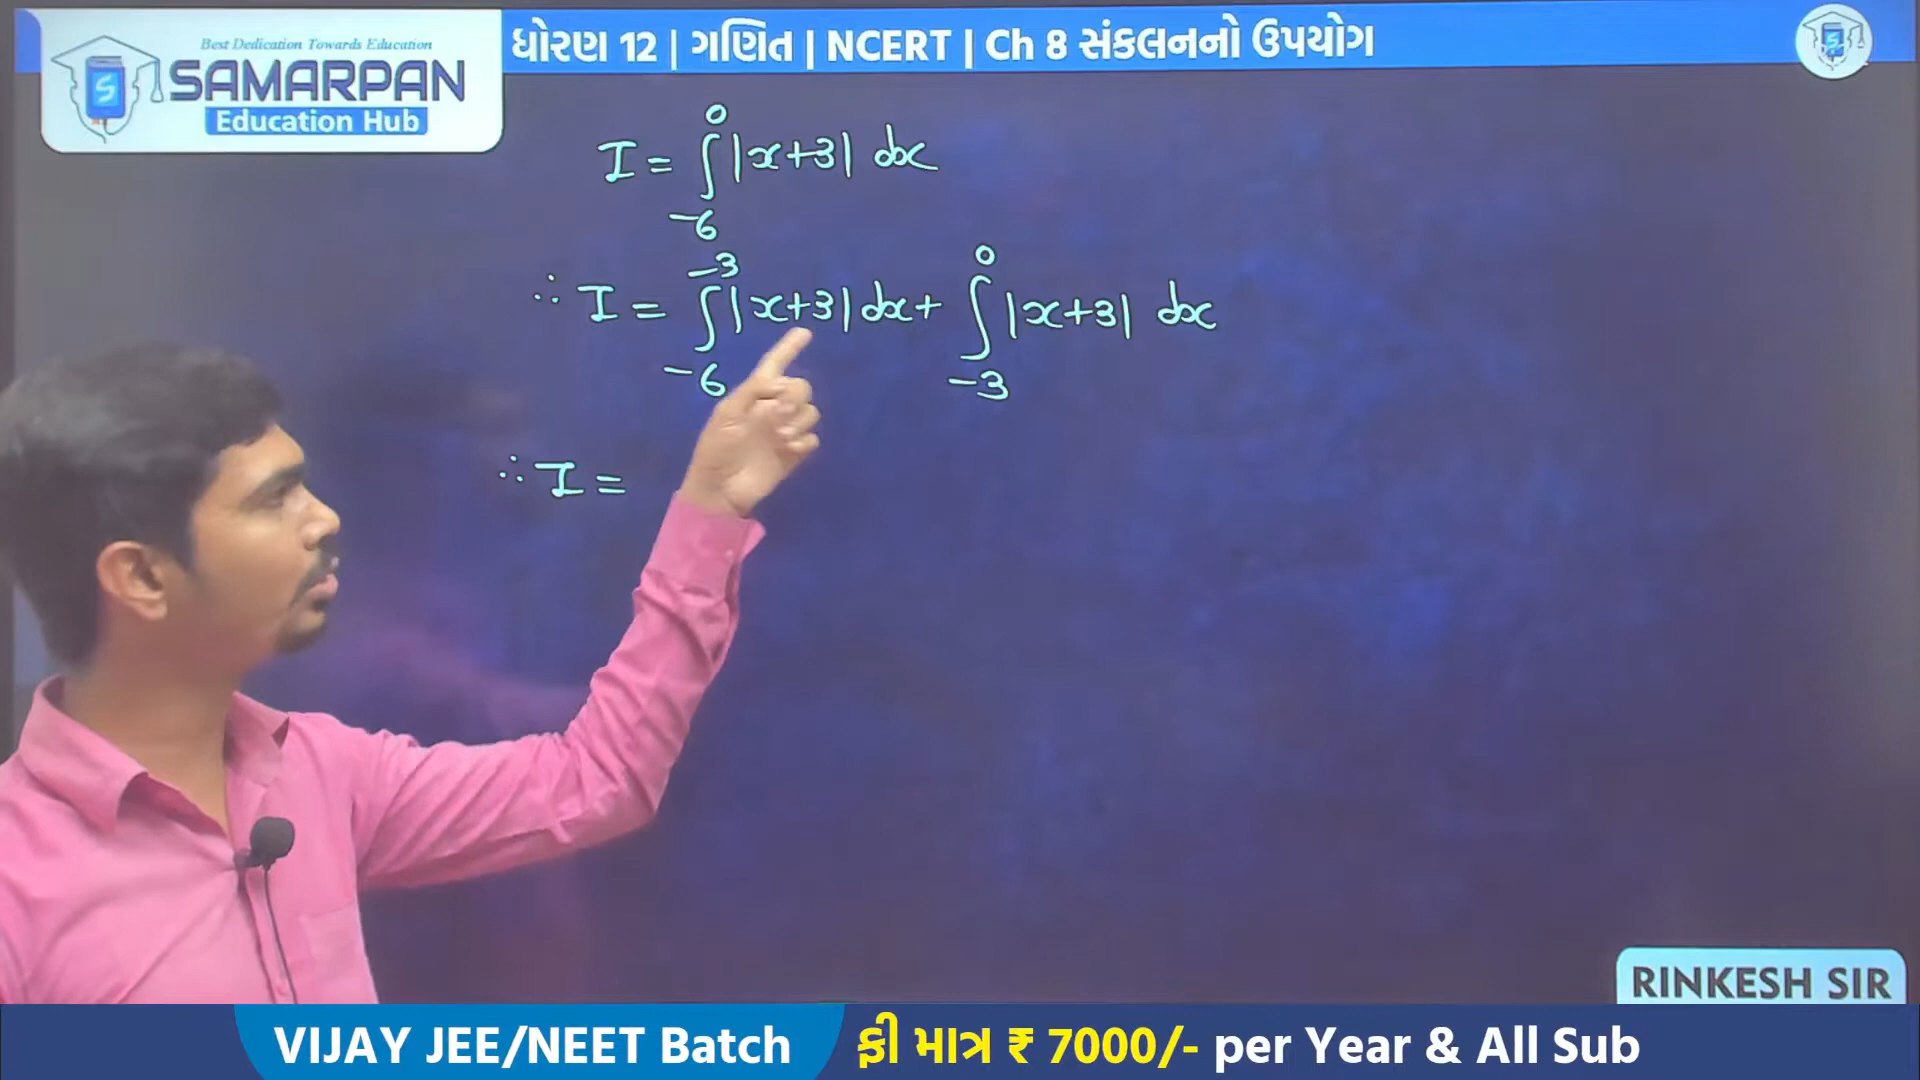 Best Dedication Towards Education
SAMARPAN
Education Hub
ધોરણ 12 | ગણિત | NCERT | Ch 8 સંકલનનો ઉપયોગ
I = ∫_{-6}^{0} |x+3| dx
∴ I = ∫_{-6}^{-3} |x+3| dx + ∫_{-3}^{0} |x+3| dx
∴ I =
RINKESH SIR
VIJAY JEE/NEET Batch
ફી માત્ર ₹ 7000/- per Year & All Sub